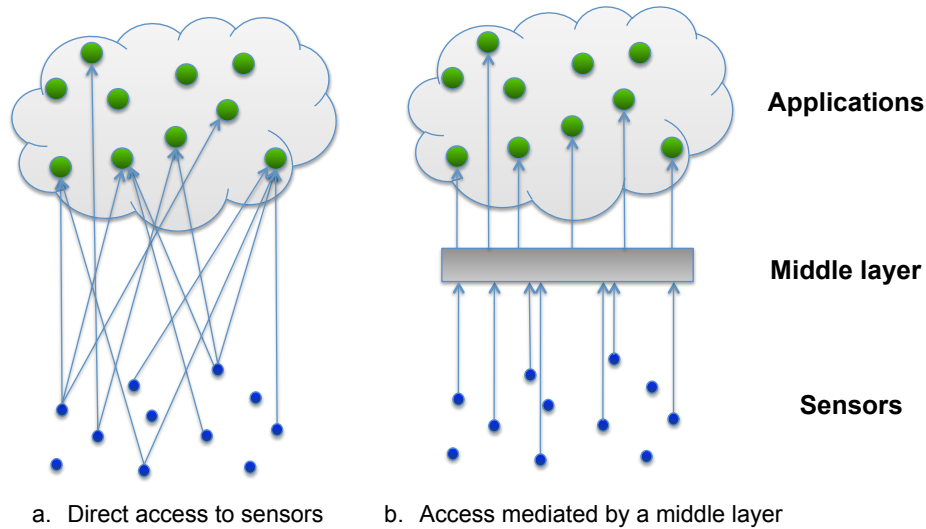 Applications
Middle layer
Sensors
a. Direct access to sensors
b. Access mediated by a middle layer